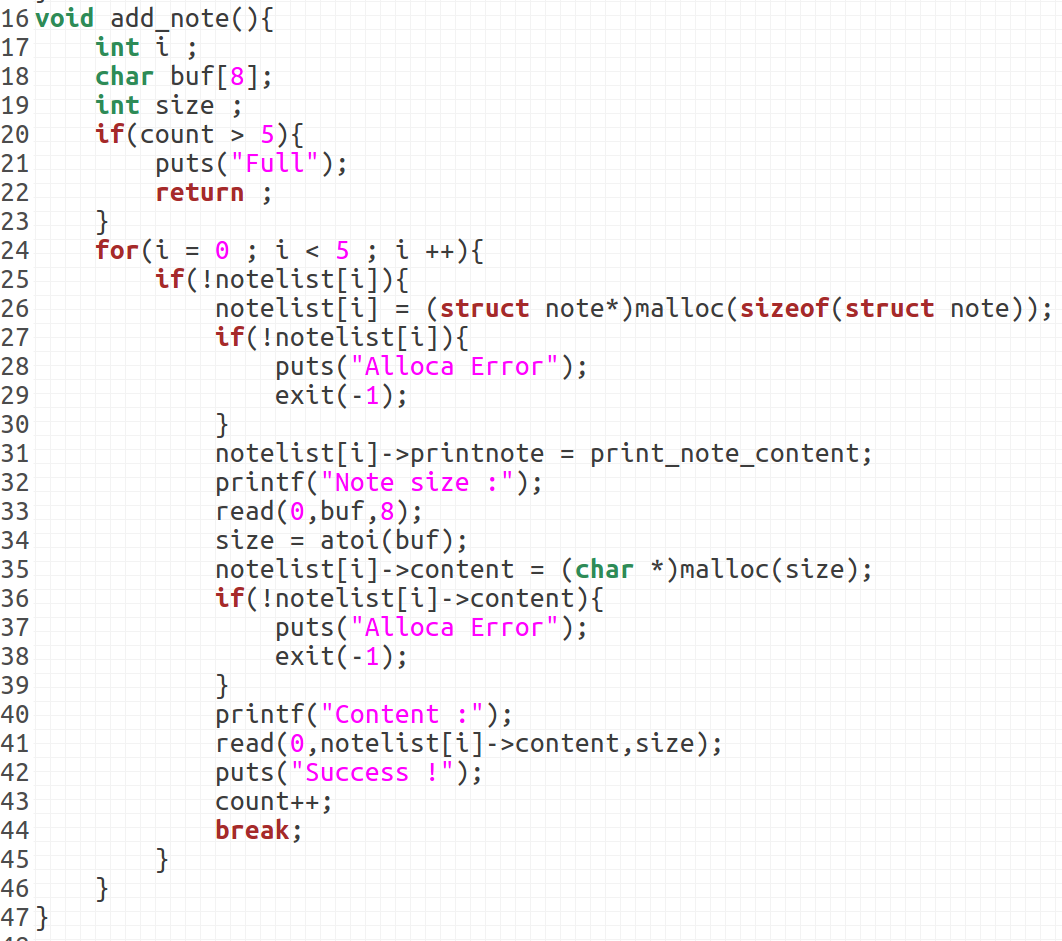 16 void add_note(){
17     int i ;
18     char buf[8];
19     int size ;
20     if(count > 5){
21         puts("Full");
22         return ;
23     }
24     for(i = 0 ; i < 5 ; i ++){
25         if(!notelist[i]){
26             notelist[i] = (struct note*)malloc(sizeof(struct note));
27             if(!notelist[i]){
28                 puts("Alloca Error");
29                 exit(-1);
30             }
31             notelist[i]->printnote = print_note_content;
32             printf("Note size :");
33             read(0,buf,8);
34             size = atoi(buf);
35             notelist[i]->content = (char *)malloc(size);
36             if(!notelist[i]->content){
37                 puts("Alloca Error");
38                 exit(-1);
39             }
40             printf("Content :");
41             read(0,notelist[i]->content,size);
42             puts("Success !");
43             count++;
44             break;
45         }
46     }
47 }